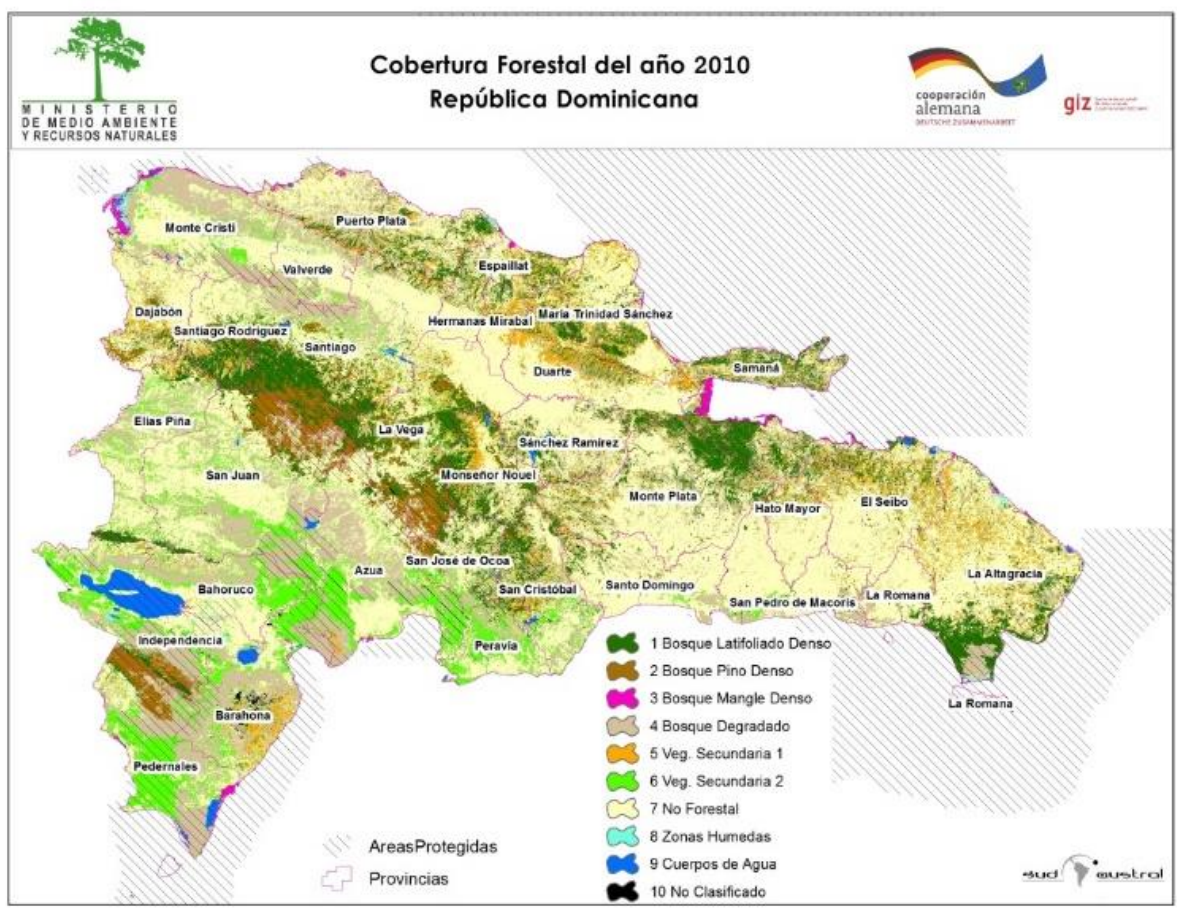 Cobertura Forestal del año 2010
República Dominicana
MINISTERIO
DE MEDIO AMBIENTE
Y RECURSOS NATURALES
cooperación
alemana
DEUTSCHE ZUSAMMENARBEIT
giz
Monte Cristi
Puerto Plata
Valverde
Espaillat
Dajabón
Santiago Rodríguez
Santiago
Hermanas Mirabal
María Trinidad Sánchez
Duarte
Samaná
Elías Piña
La Vega
Sánchez Ramírez
San Juan
Monseñor Nouel
Monte Plata
Hato Mayor
El Seibo
Azua
San José de Ocoa
San Cristóbal
Santo Domingo
San Pedro de Macorís
La Romana
La Altagracia
Bahoruco
Independencia
Peravia
Barahona
Pedernales
La Romana
1 Bosque Latifoliado Denso
2 Bosque Pino Denso
3 Bosque Mangle Denso
4 Bosque Degradado
5 Veg. Secundaria 1
6 Veg. Secundaria 2
7 No Forestal
8 Zonas Humedas
9 Cuerpos de Agua
10 No Clasificado
AreasProtegidas
Provincias
sud austral